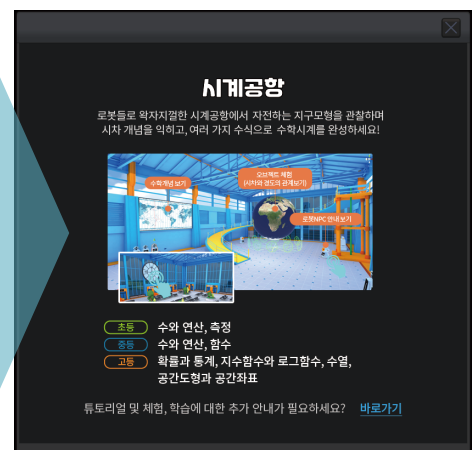 시계공항
로봇들로 왁자지껄한 시계공항에서 자전하는 지구모형을 관찰하며
시차 개념을 익히고, 여러 가지 수식으로 수학시계를 완성하세요!
수학개념 보기
오브젝트 체험
(시차와 경도의 관계보기)
로봇NPC 안내 보기
초등 수와 연산, 측정
중등 수와 연산, 함수
고등 확률과 통계, 지수함수와 로그함수, 수열,
공간도형과 공간좌표
튜토리얼 및 체험, 학습에 대한 추가 안내가 필요하세요? 바로가기